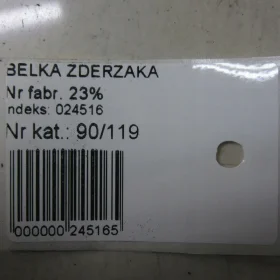 BELKA ZDERZAKA
Nr fabr. 23%
ndeks: 024516
Nr kat.: 90/119
000000 245165